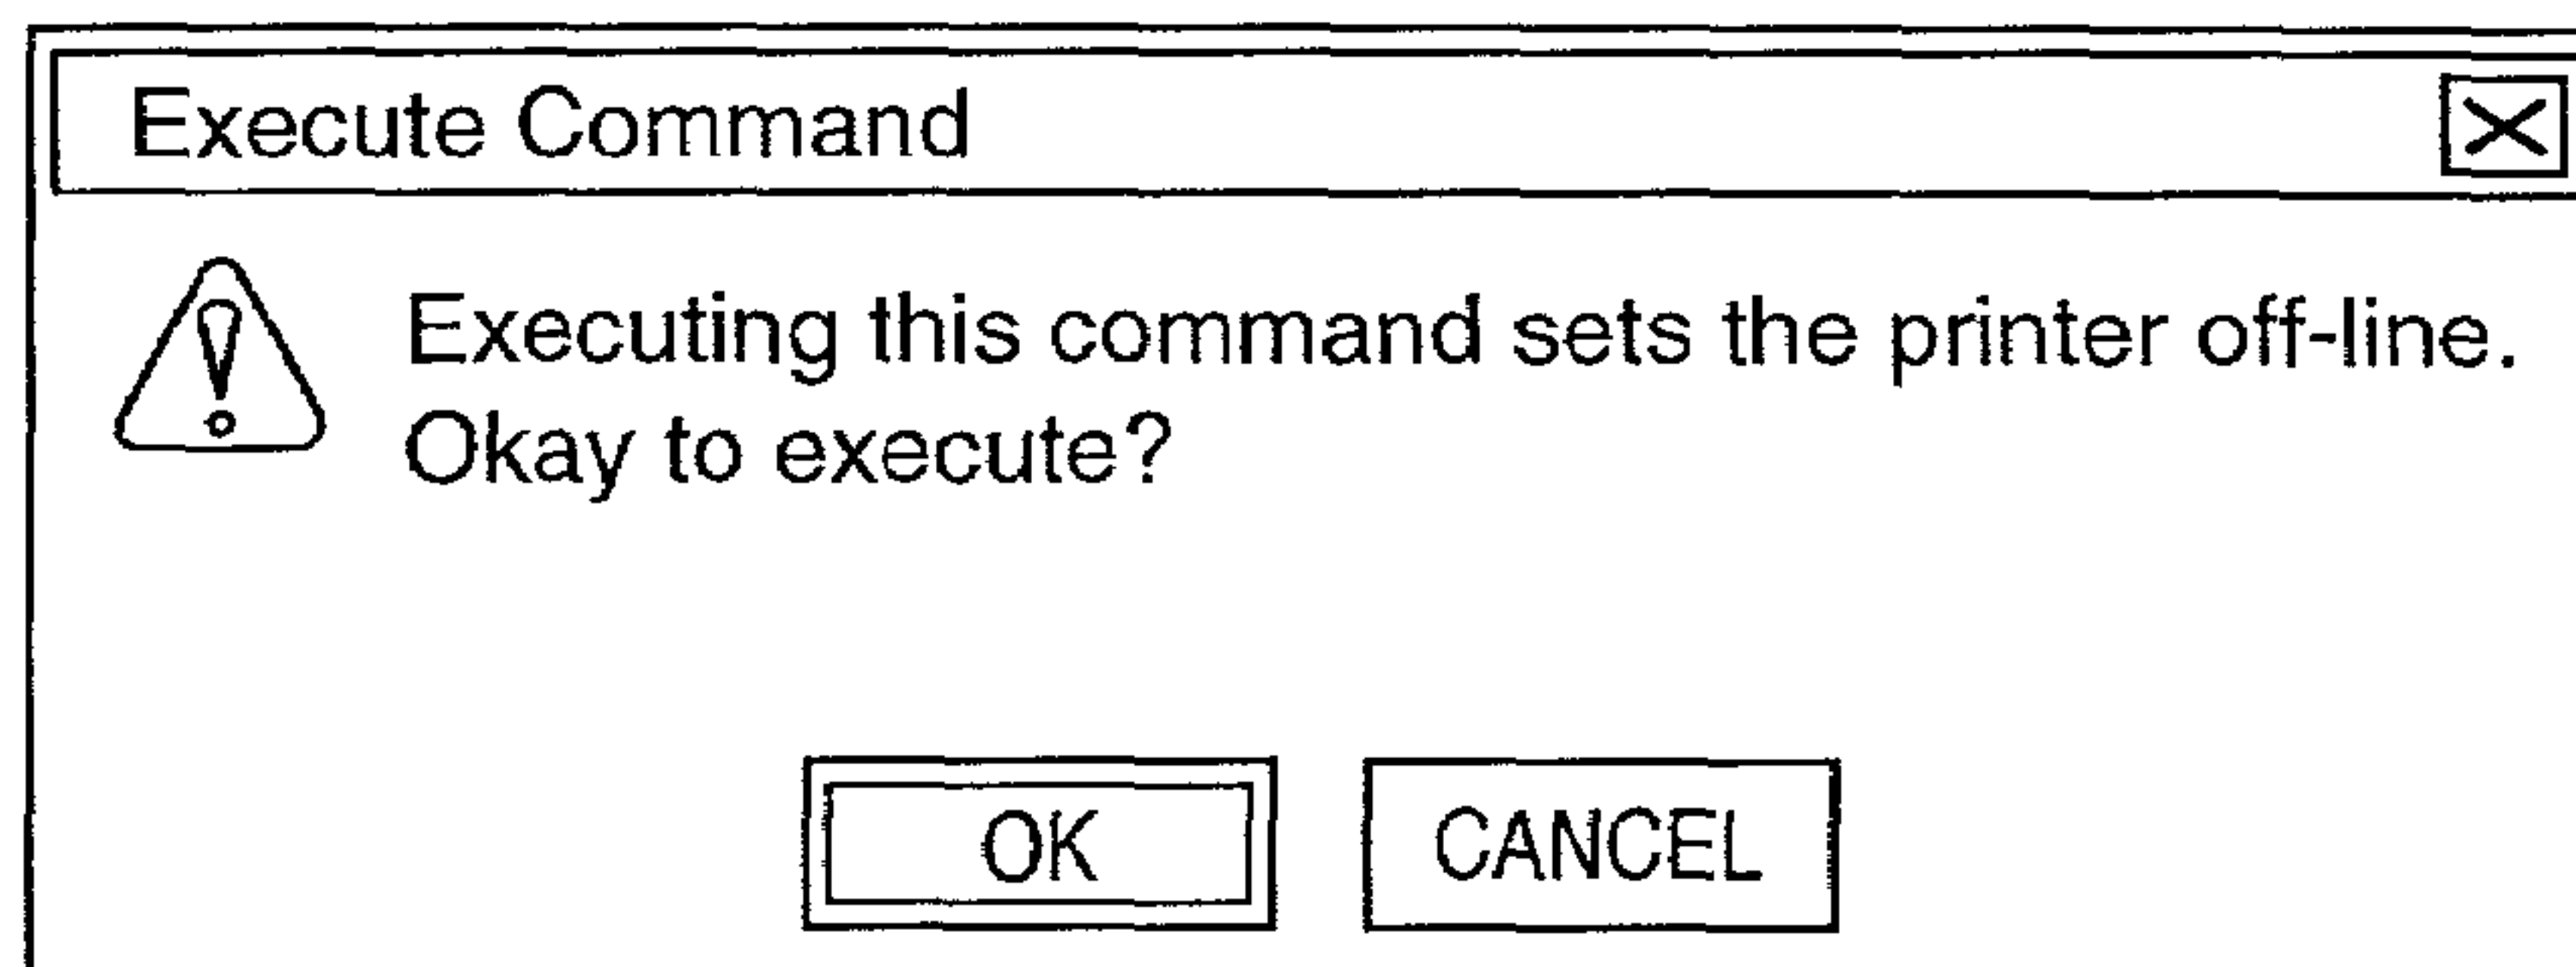 Execute Command
Executing this command sets the printer off-line.
Okay to execute?
OK CANCEL